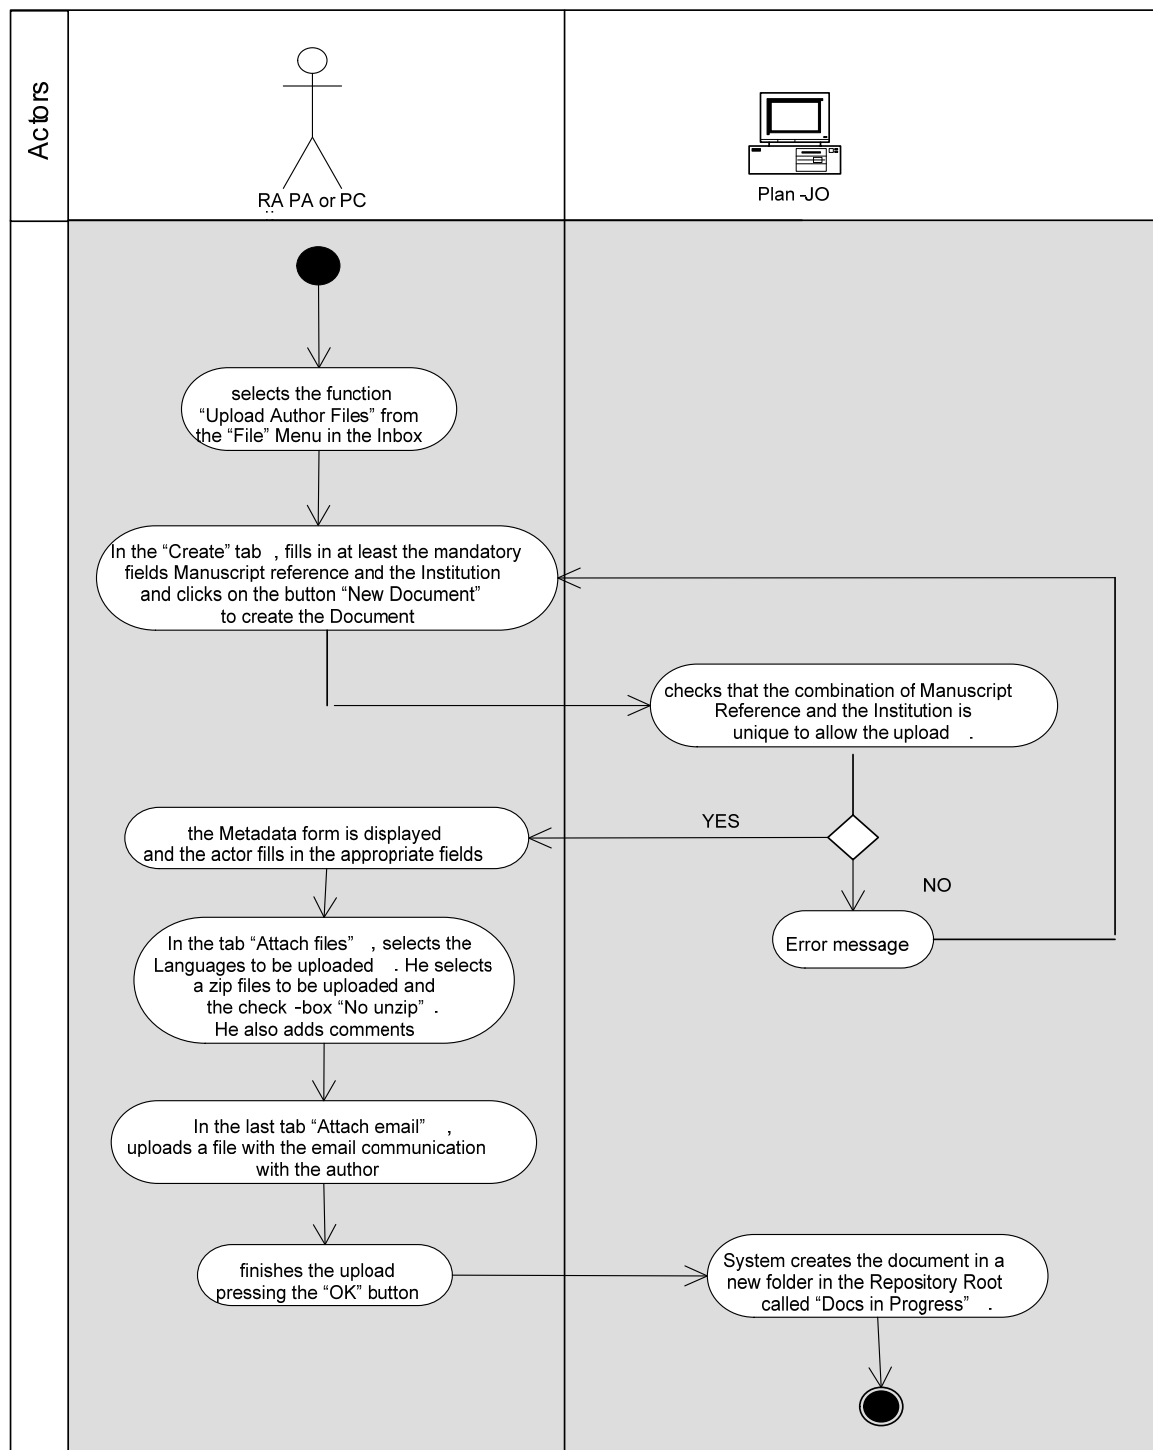 Actors
RA PA or PC
Plan -JO
selects the function
“Upload Author Files” from
the “File” Menu in the Inbox
In the “Create” tab , fills in at least the mandatory
fields Manuscript reference and the Institution
and clicks on the button “New Document”
to create the Document
checks that the combination of Manuscript
Reference and the Institution is
unique to allow the upload .
YES
NO
the Metadata form is displayed
and the actor fills in the appropriate fields
Error message
In the tab “Attach files” , selects the
Languages to be uploaded . He selects
a zip files to be uploaded and
the check -box “No unzip” .
He also adds comments
In the last tab “Attach email” ,
uploads a file with the email communication
with the author
finishes the upload
pressing the “OK” button
System creates the document in a
new folder in the Repository Root
called “Docs in Progress” .